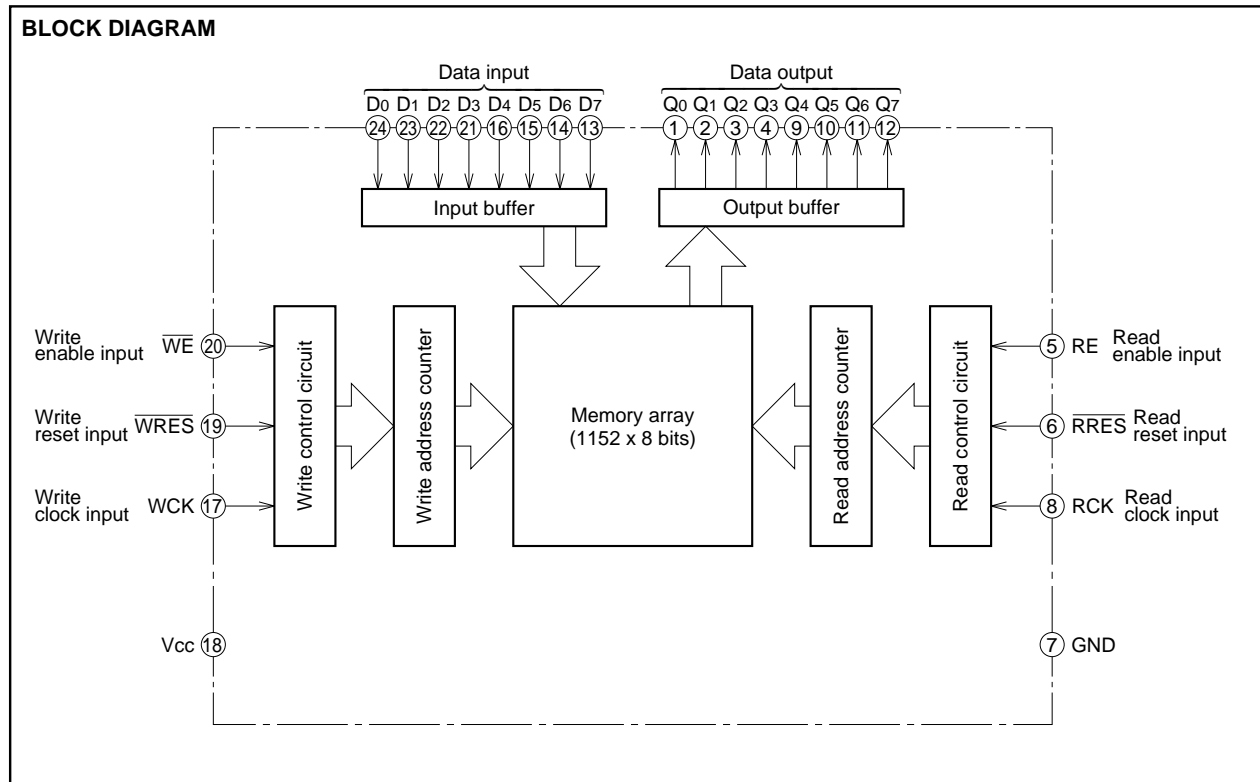 BLOCK DIAGRAM
Data input
Data output
D0 D1 D2 D3 D4 D5 D6 D7
Q0 Q1 Q2 Q3 Q4 Q5 Q6 Q7
24 23 22 21 16 15 14 13
1 2 3 4 9 10 11 12
Input buffer
Output buffer
Write
enable input
WE
20
Write
reset input
WRES
19
Write
clock input
WCK
17
Write control circuit
Write address counter
Memory array
(1152 x 8 bits)
Read address counter
Read control circuit
5
RE
Read
enable input
6
RRES
Read
reset input
8
RCK
Read
clock input
Vcc 18
7 GND